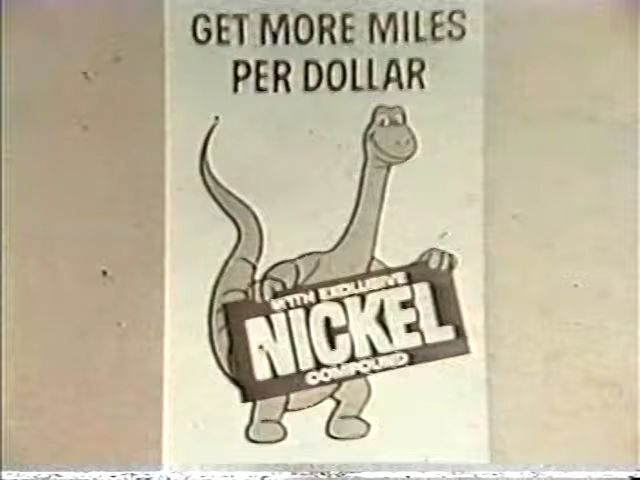 GET MORE MILES
PER DOLLAR
WITH EXCLUSIVE
NICKEL
COMPOUND